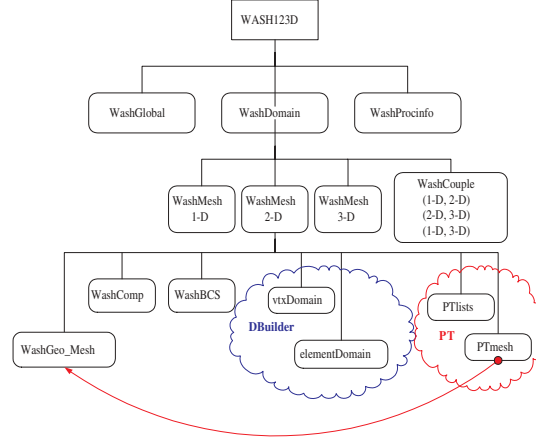 WASH123D
WashGlobal
WashDomain
WashProcinfo
WashMesh
1-D
WashMesh
2-D
WashMesh
3-D
WashCouple
(1-D, 2-D)
(2-D, 3-D)
(1-D, 3-D)
WashComp
WashBCS
vtxDomain
DBuilder
elementDomain
PTlists
PT
PTmesh
WashGeo_Mesh